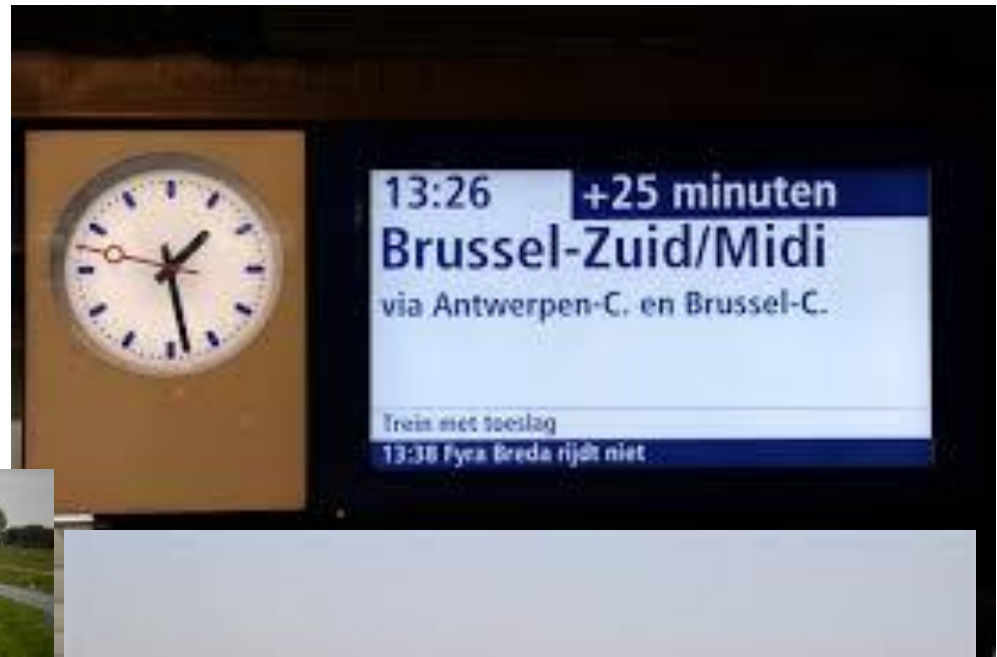 13:26 +25 minuten
Brussel-Zuid/Midi
via Antwerpen-C. en Brussel-C.
Trein met toeslag
13:38 Fyra Breda rijdt niet